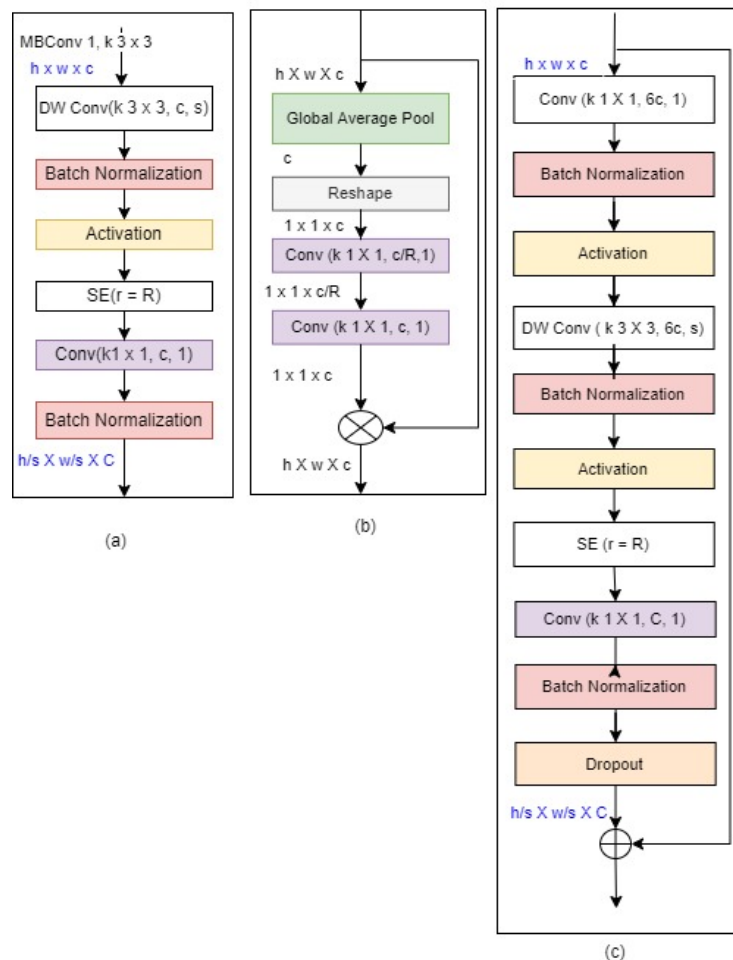 MBConv 1, k 3 x 3
h x w x c
DW Conv(k 3 x 3, c, s)
Batch Normalization
Activation
SE(r = R)
Conv(k1 x 1, c, 1)
Batch Normalization
h/s X w/s X C
(a)
h X w X c
Global Average Pool
c
Reshape
1 x 1 x c
Conv (k 1 X 1, c/R,1)
1 x 1 x c/R
Conv (k 1 X 1, c, 1)
1 x 1 x c
h X w X c
(b)
h x w x c
Conv (k 1 X 1, 6c, 1)
Batch Normalization
Activation
DW Conv ( k 3 X 3, 6c, s)
Batch Normalization
Activation
SE (r = R)
Conv (k 1 X 1, C, 1)
Batch Normalization
Dropout
h/s X w/s X C
(c)